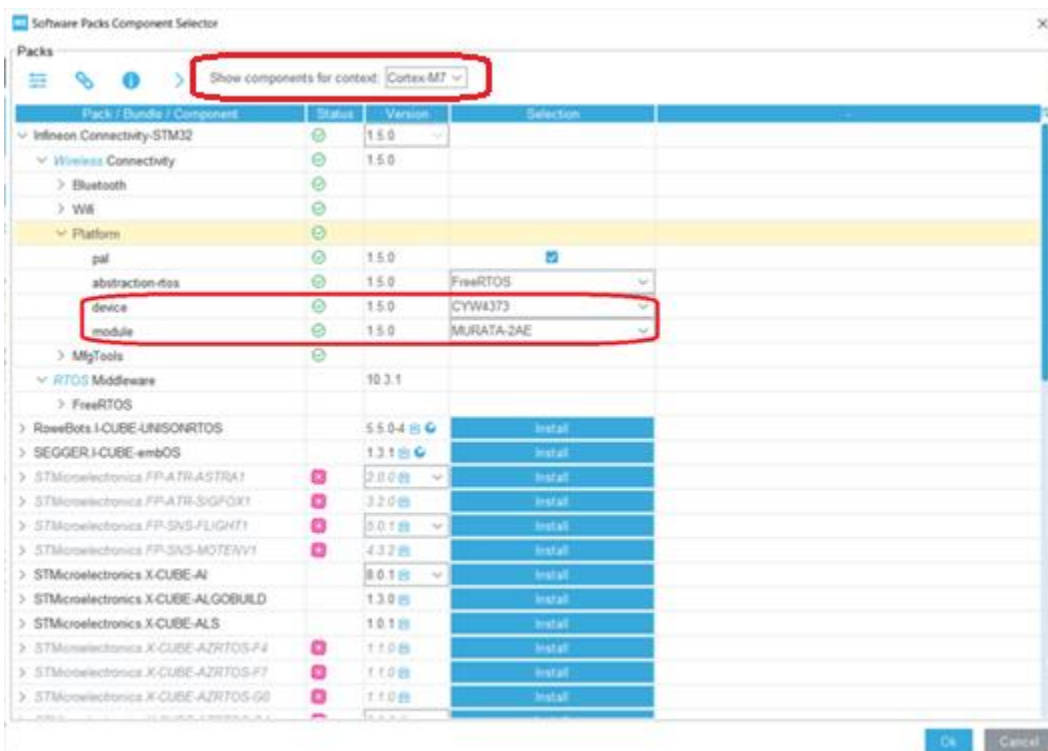 Software Packs Component Selector
Packs
Show components for context: Cortex-M7
Pack / Bundle / Component Status Version Selection
Infineon.Connectivity-STM32 1.5.0
Wireless Connectivity 1.5.0
Bluetooth
Wifi
Platform
pal 1.5.0
abstraction-rtos 1.5.0 FreeRTOS
device 1.5.0 CYW4373
module 1.5.0 MURATA-2AE
MfgTools
RTOS Middleware 10.3.1
FreeRTOS
RoweBots.I-CUBE-UNISONRTOS 5.5.0-4 Install
SEGGER.I-CUBE-embOS 1.3.1 Install
STMicroelectronics.FP-ATR-ASTRA1 2.0.0 Install
STMicroelectronics.FP-ATR-SIGFOX1 3.2.0 Install
STMicroelectronics.FP-SNS-FLIGHT1 5.0.1 Install
STMicroelectronics.FP-SNS-MOTENV1 4.3.2 Install
STMicroelectronics.X-CUBE-AI 8.0.1 Install
STMicroelectronics.X-CUBE-ALGOBUILD 1.3.0 Install
STMicroelectronics.X-CUBE-ALS 1.0.1 Install
STMicroelectronics.X-CUBE-AZRTOS-F4 1.1.0 Install
STMicroelectronics.X-CUBE-AZRTOS-F7 1.1.0 Install
STMicroelectronics.X-CUBE-AZRTOS-G0 1.1.0 Install
Ok Cancel